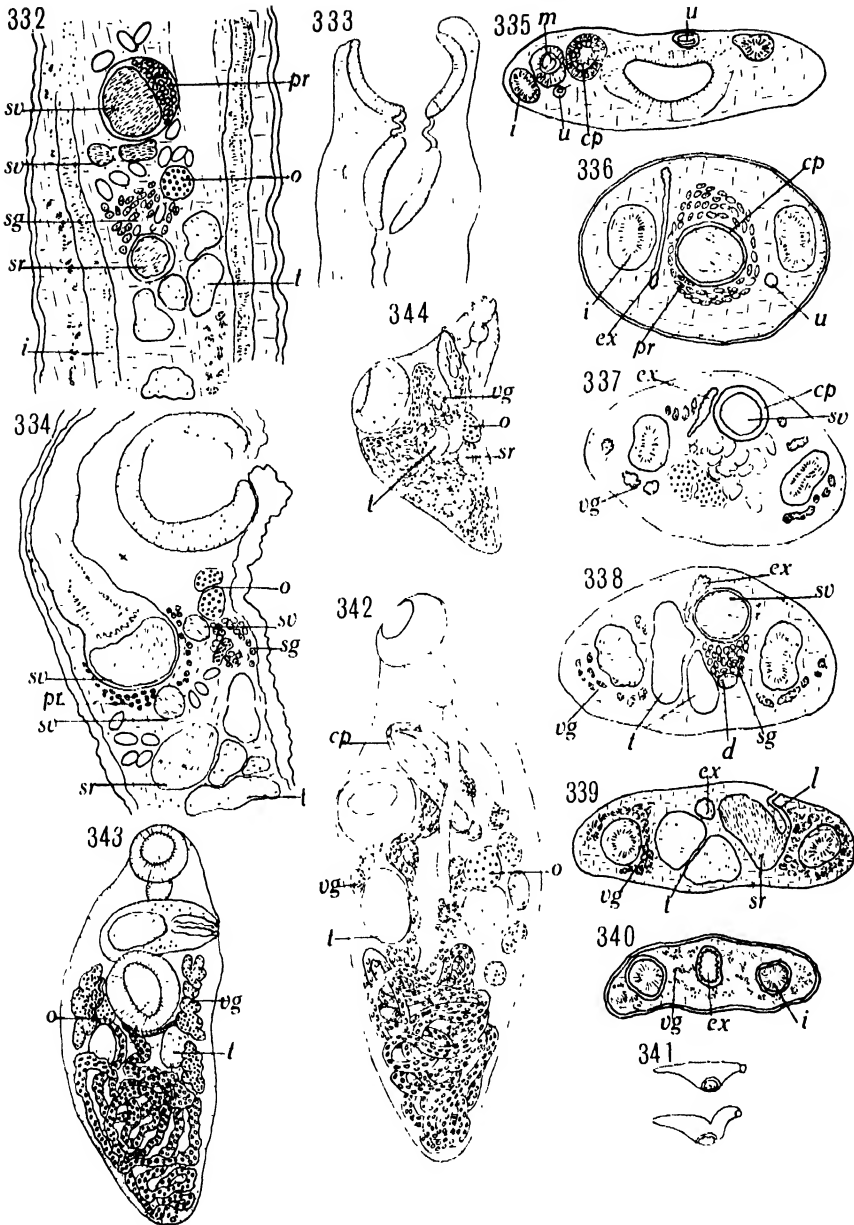 332
pr
sv
sv
o
sg
sr
t
i
333
335
m
u
i
u
cp
336
cp
i
ex
pr
u
344
vg
o
sr
t
337
ex
cp
sv
vg
334
o
sv
sg
sv
pr
sv
sr
t
338
ex
sv
vg
t
d
sg
342
cp
vg
o
t
339
ex
l
vg
t
sr
343
o
vg
t
340
vg
ex
i
341